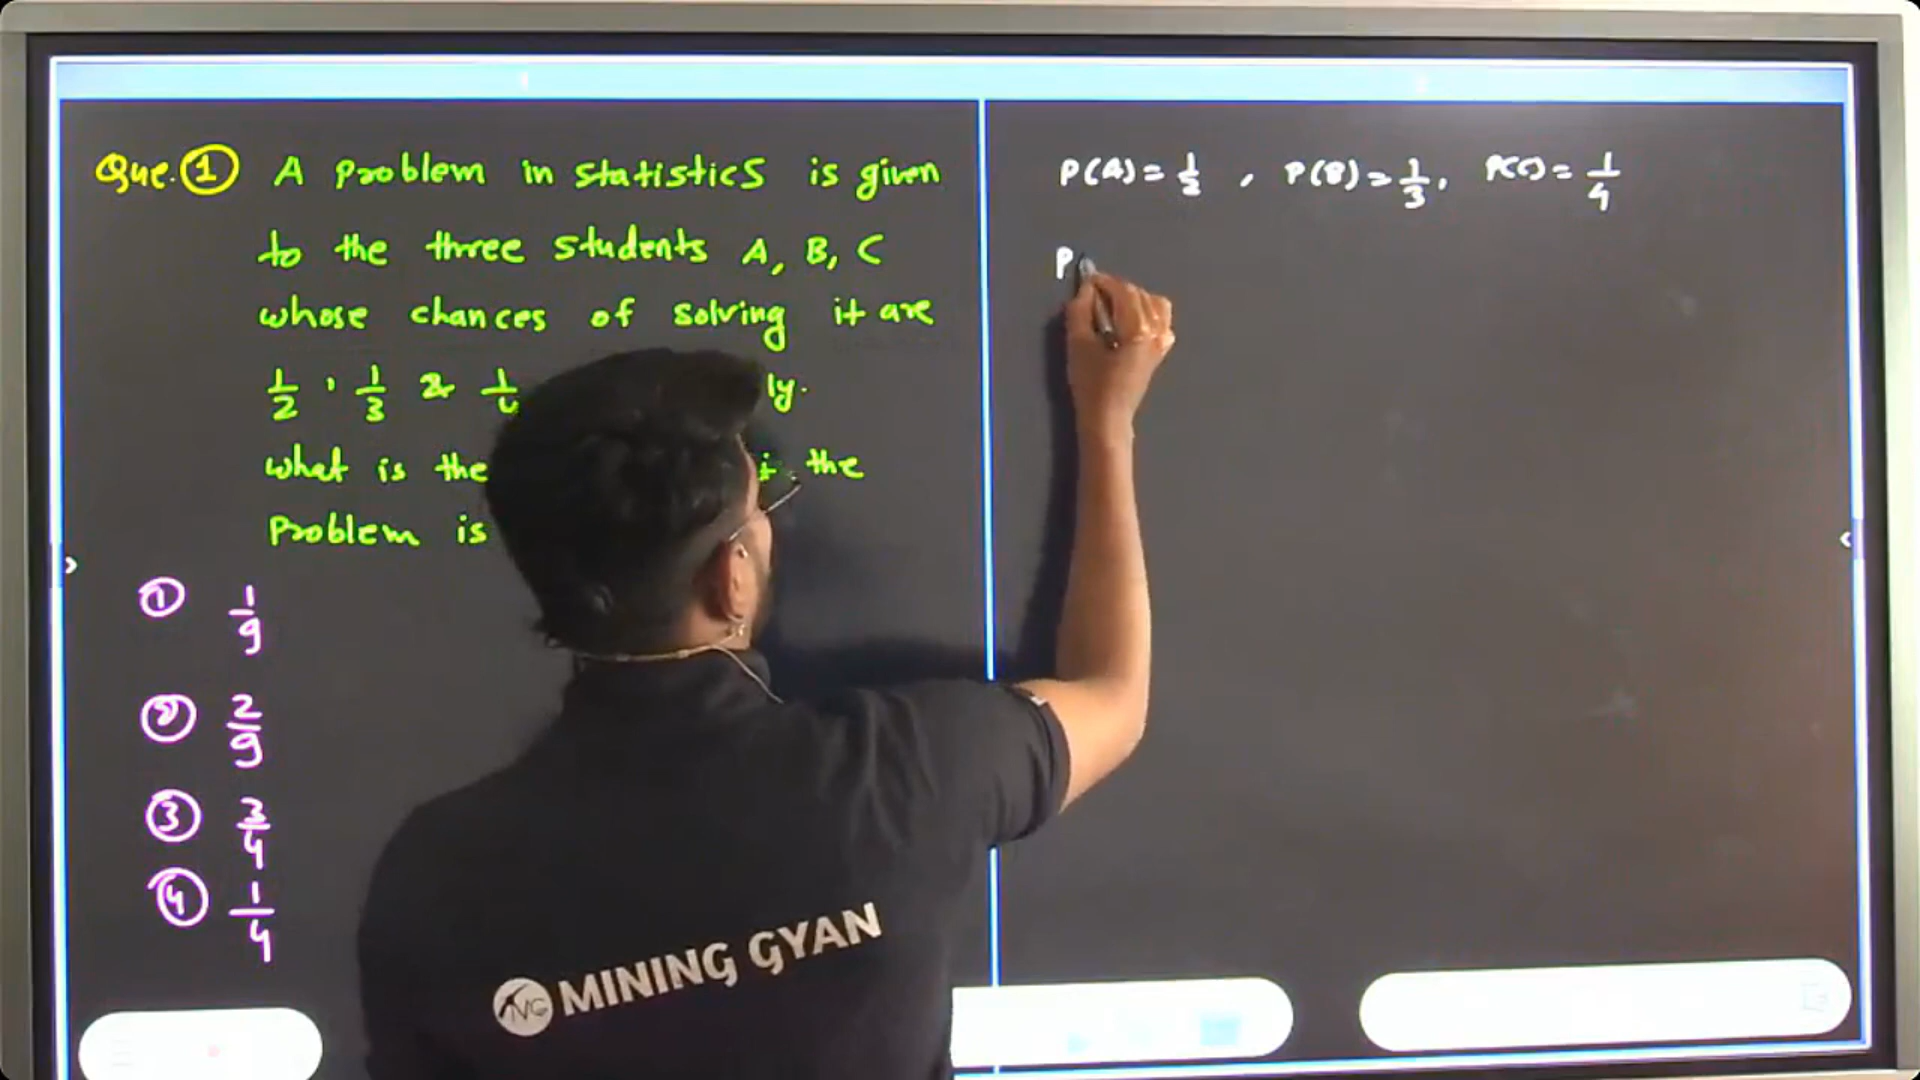 Que. 1 A problem in statistics is given
to the three students A, B, C
whose chances of solving it are
1/2, 1/3 & 1/4 ly.
what is the the
Problem is
1 1/9
2 2/9
3 3/4
4 1/4
P(A) = 1/2, P(B) = 1/3, P(C) = 1/4
P
MG MINING GYAN